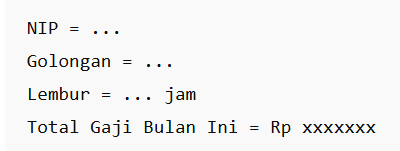 NIP = ...
Golongan = ...
Lembur = ... jam
Total Gaji Bulan Ini = Rp xxxxxxx